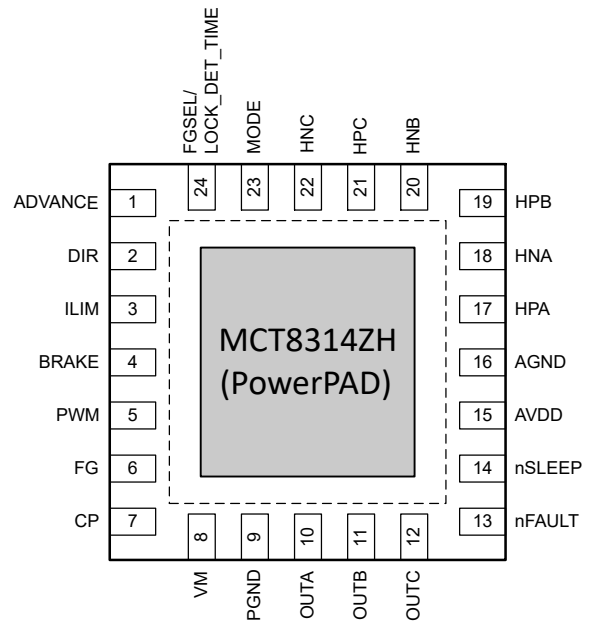 FGSEL/
LOCK_DET_TIME
MODE
HNC
HPC
HNB
24
23
22
21
20
ADVANCE 1
DIR 2
ILIM 3
BRAKE 4
PWM 5
FG 6
CP 7
19 HPB
18 HNA
17 HPA
16 AGND
15 AVDD
14 nSLEEP
13 nFAULT
MCT8314ZH
(PowerPAD)
8
9
10
11
12
VM
PGND
OUTA
OUTB
OUTC